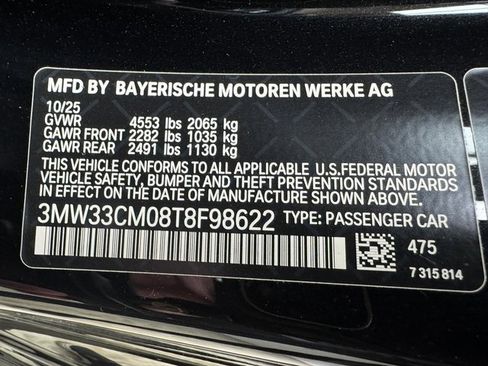 MFD BY BAYERISCHE MOTOREN WERKE AG
10/25
GVWR 4553 lbs 2065 kg
GAWR FRONT 2282 lbs 1035 kg
GAWR REAR 2491 lbs 1130 kg
THIS VEHICLE CONFORMS TO ALL APPLICABLE U.S.FEDERAL MOTOR
VEHICLE SAFETY, BUMPER AND THEFT PREVENTION STANDARDS
IN EFFECT ON THE DATE OF MANUFACTURE SHOWN ABOVE.
3MW33CM08T8F98622 TYPE: PASSENGER CAR
475
7 315 814